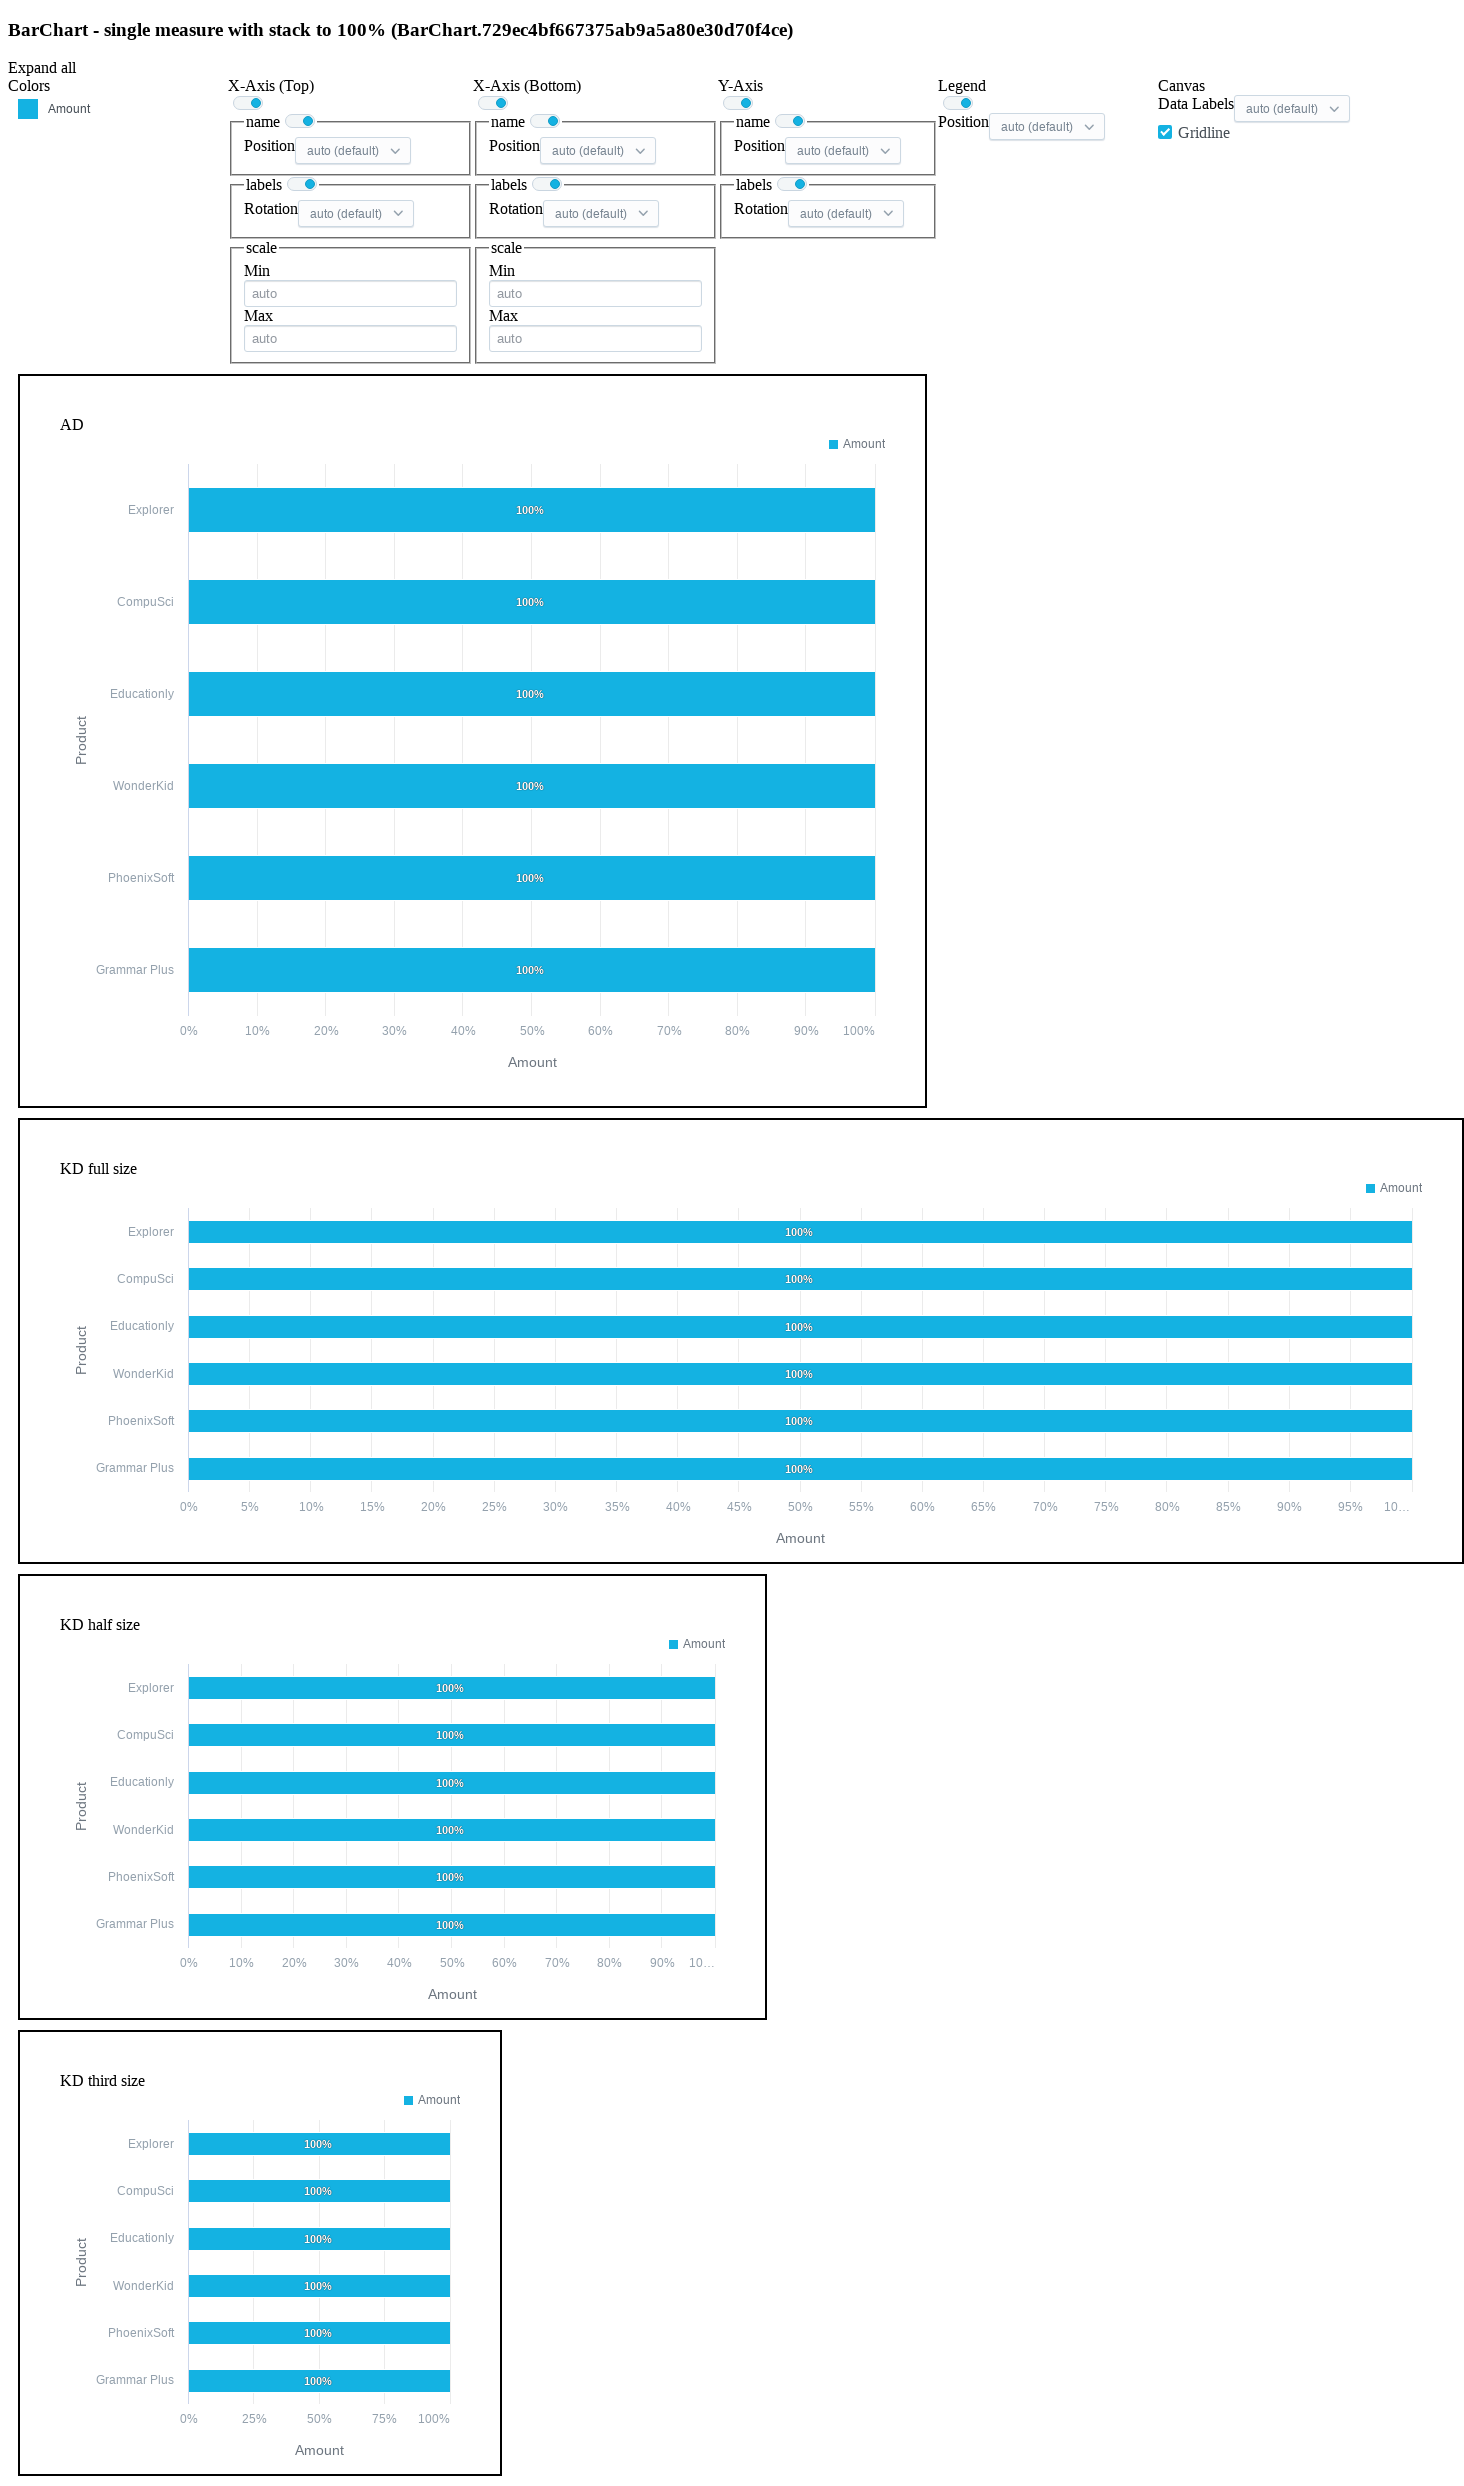 BarChart - single measure with stack to 100% (BarChart.729ec4bf667375ab9a5a80e30d70f4ce)
Expand all
Colors
Amount
X-Axis (Top)
name
Position auto (default)
labels
Rotation auto (default)
scale
Min
auto
Max
auto
X-Axis (Bottom)
name
Position auto (default)
labels
Rotation auto (default)
scale
Min
auto
Max
auto
Y-Axis
name
Position auto (default)
labels
Rotation auto (default)
Legend
Position auto (default)
Canvas
Data Labels auto (default)
Gridline
AD
Amount
Product
Explorer 100%
CompuSci 100%
Educationly 100%
WonderKid 100%
PhoenixSoft 100%
Grammar Plus 100%
0% 10% 20% 30% 40% 50% 60% 70% 80% 90% 100%
Amount
KD full size
Amount
Product
Explorer 100%
CompuSci 100%
Educationly 100%
WonderKid 100%
PhoenixSoft 100%
Grammar Plus 100%
0% 5% 10% 15% 20% 25% 30% 35% 40% 45% 50% 55% 60% 65% 70% 75% 80% 85% 90% 95% 10…
Amount
KD half size
Amount
Product
Explorer 100%
CompuSci 100%
Educationly 100%
WonderKid 100%
PhoenixSoft 100%
Grammar Plus 100%
0% 10% 20% 30% 40% 50% 60% 70% 80% 90% 10…
Amount
KD third size
Amount
Product
Explorer 100%
CompuSci 100%
Educationly 100%
WonderKid 100%
PhoenixSoft 100%
Grammar Plus 100%
0% 25% 50% 75% 100%
Amount